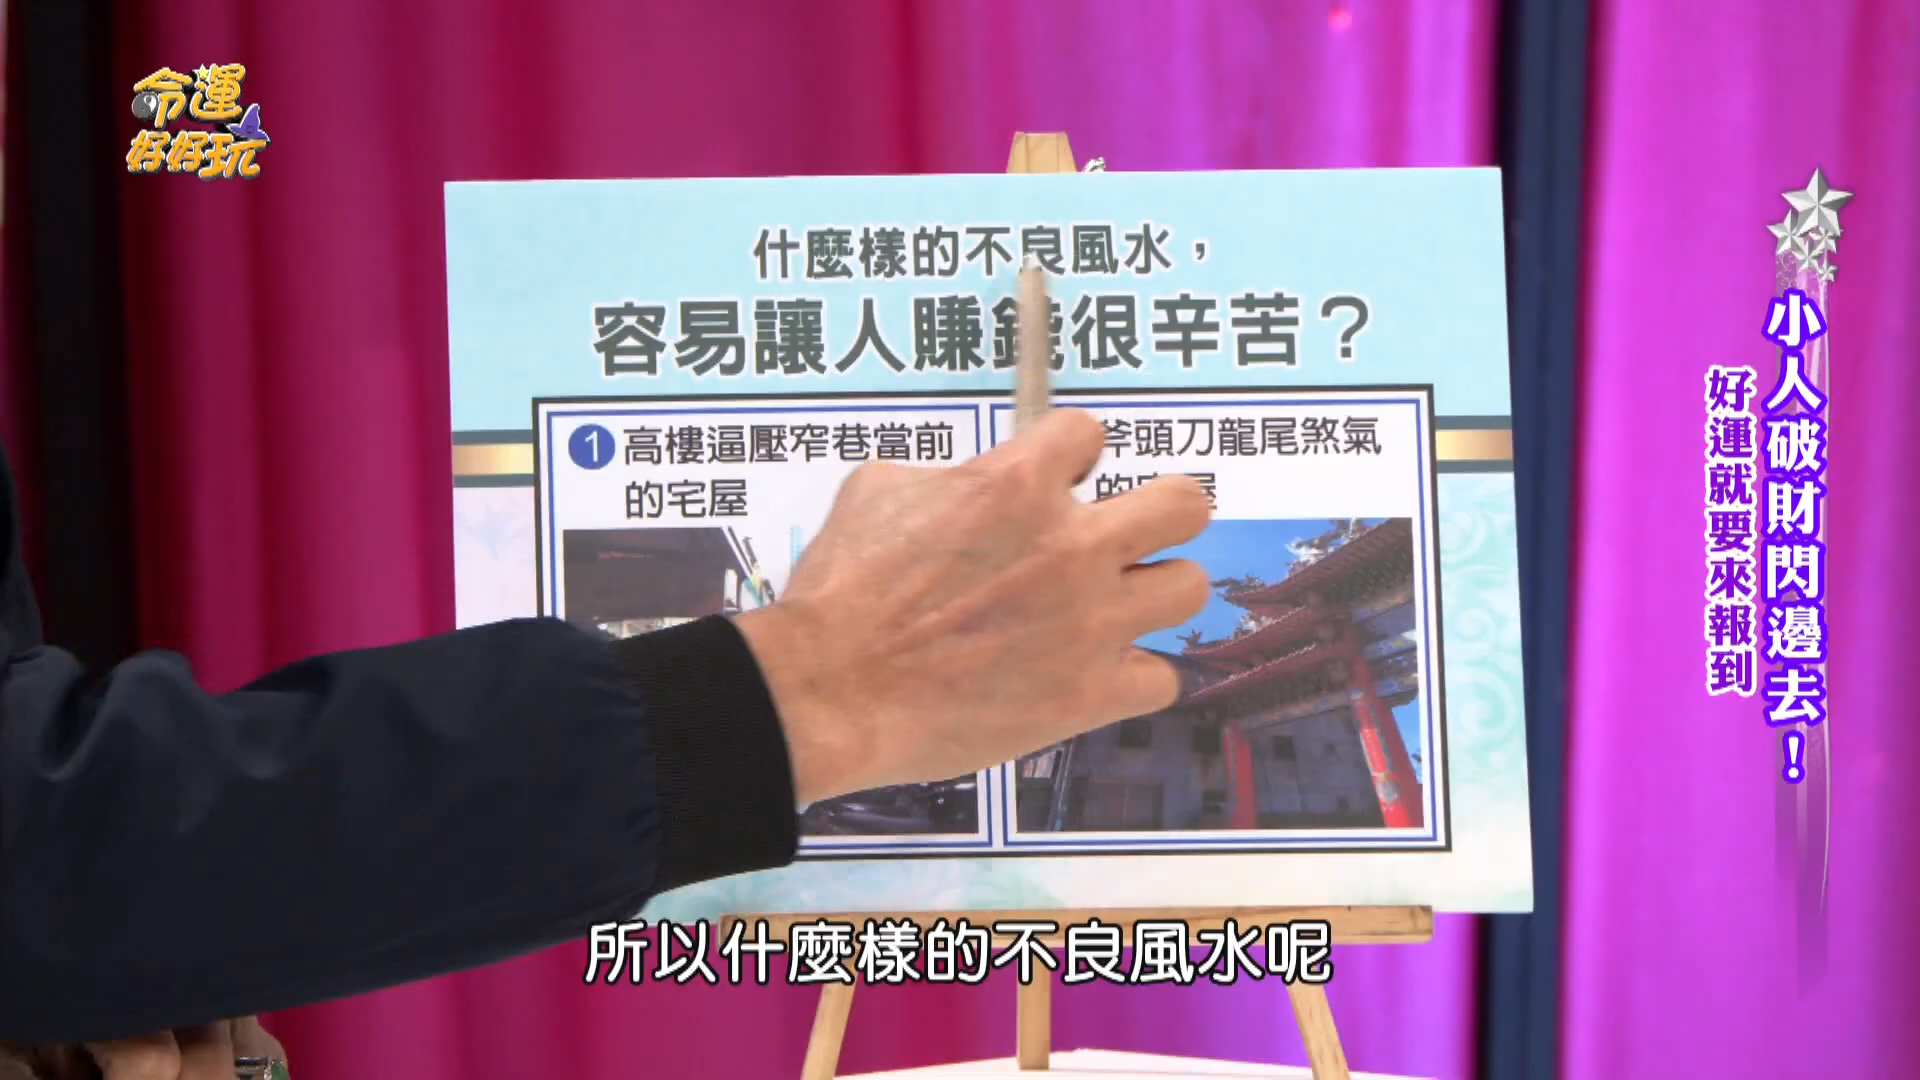 命運
好好玩
什麼樣的不良風水，
容易讓人賺錢很辛苦？
1 高樓逼壓窄巷當前
的宅屋
斧頭刀龍尾煞氣
的宅屋
小人破財閃邊去！
好運就要來報到
所以什麼樣的不良風水呢